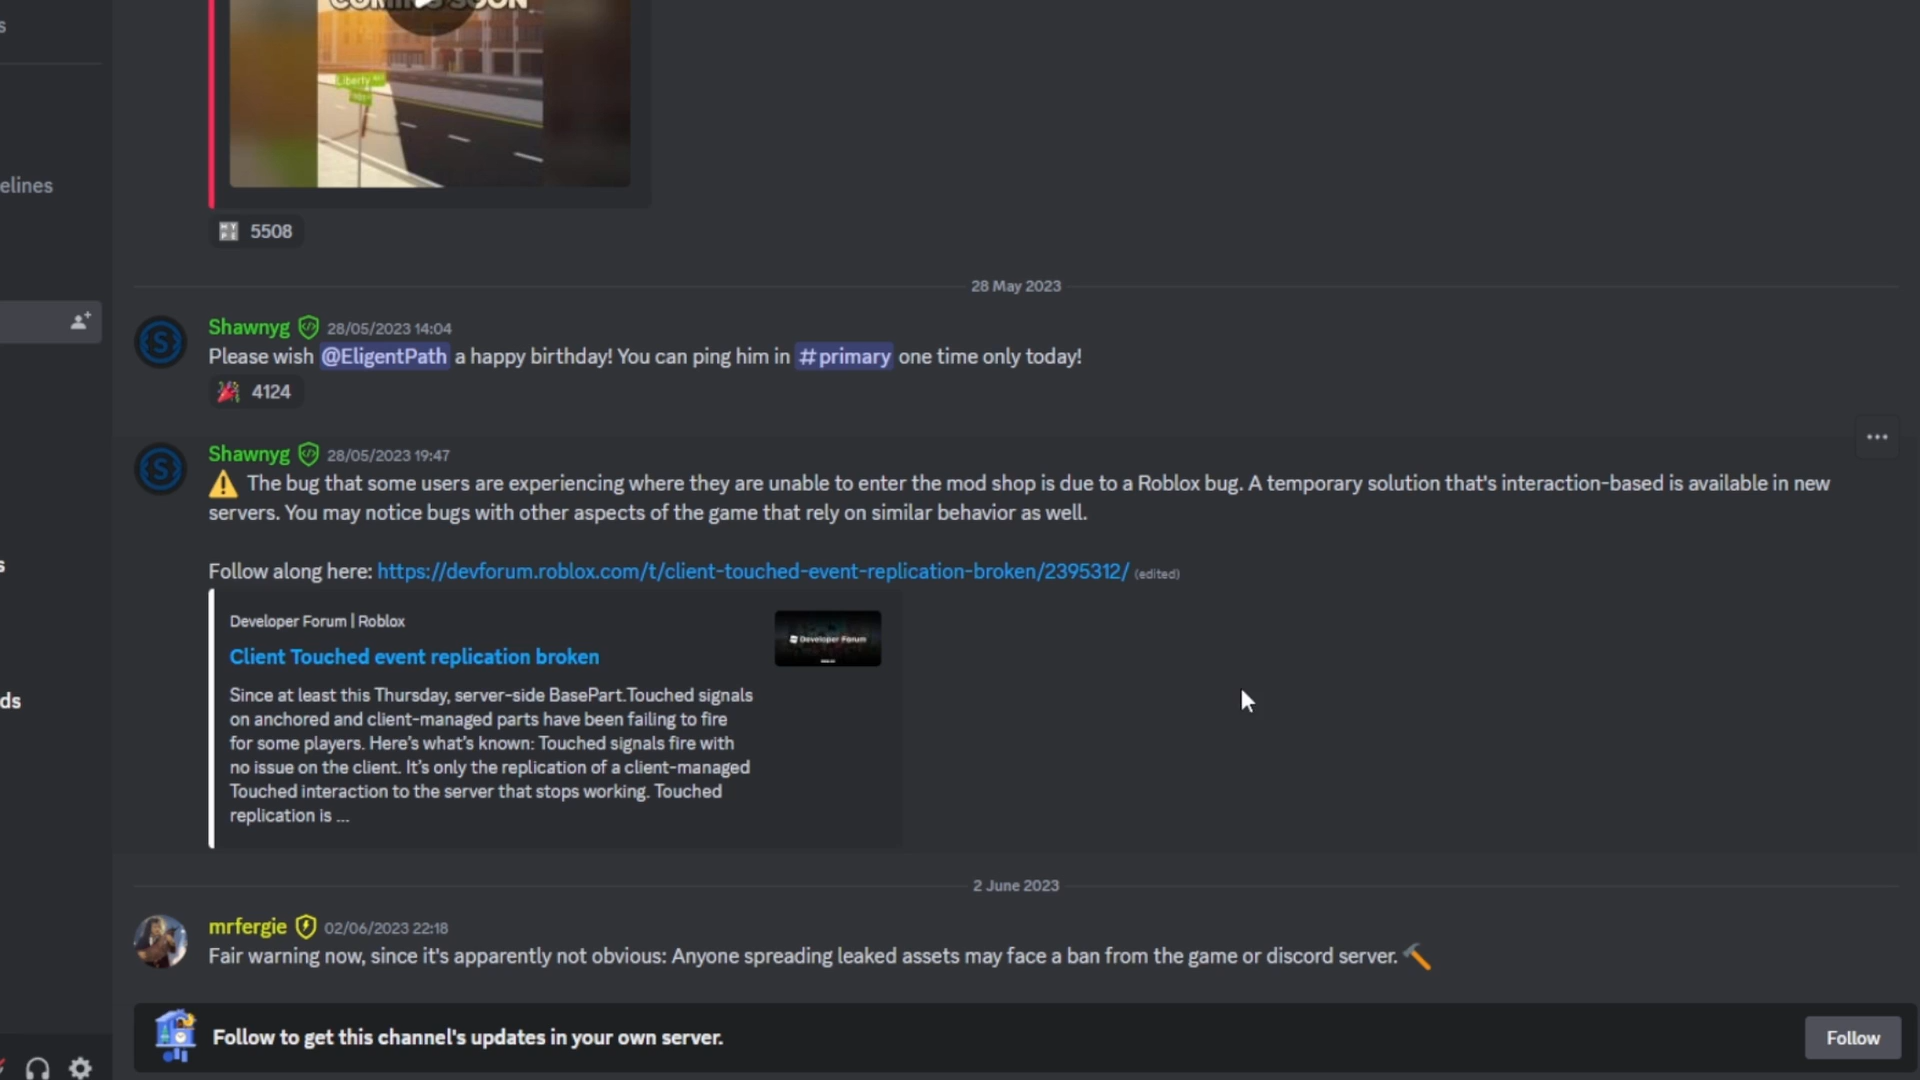 COMING SOON
Liberty
5508
28 May 2023
Shawnyg 28/05/2023 14:04
Please wish @EligentPath a happy birthday! You can ping him in #primary one time only today!
4124
Shawnyg 28/05/2023 19:47
⚠️ The bug that some users are experiencing where they are unable to enter the mod shop is due to a Roblox bug. A temporary solution that's interaction-based is available in new
servers. You may notice bugs with other aspects of the game that rely on similar behavior as well.
Follow along here: https://devforum.roblox.com/t/client-touched-event-replication-broken/2395312/ (edited)
Developer Forum | Roblox
Developer Forum
Client Touched event replication broken
Since at least this Thursday, server-side BasePart.Touched signals
on anchored and client-managed parts have been failing to fire
for some players. Here's what's known: Touched signals fire with
no issue on the client. It's only the replication of a client-managed
Touched interaction to the server that stops working. Touched
replication is ...
2 June 2023
mrfergie 02/06/2023 22:18
Fair warning now, since it's apparently not obvious: Anyone spreading leaked assets may face a ban from the game or discord server. 🔨
Follow to get this channel's updates in your own server.
Follow
elines
s
ds